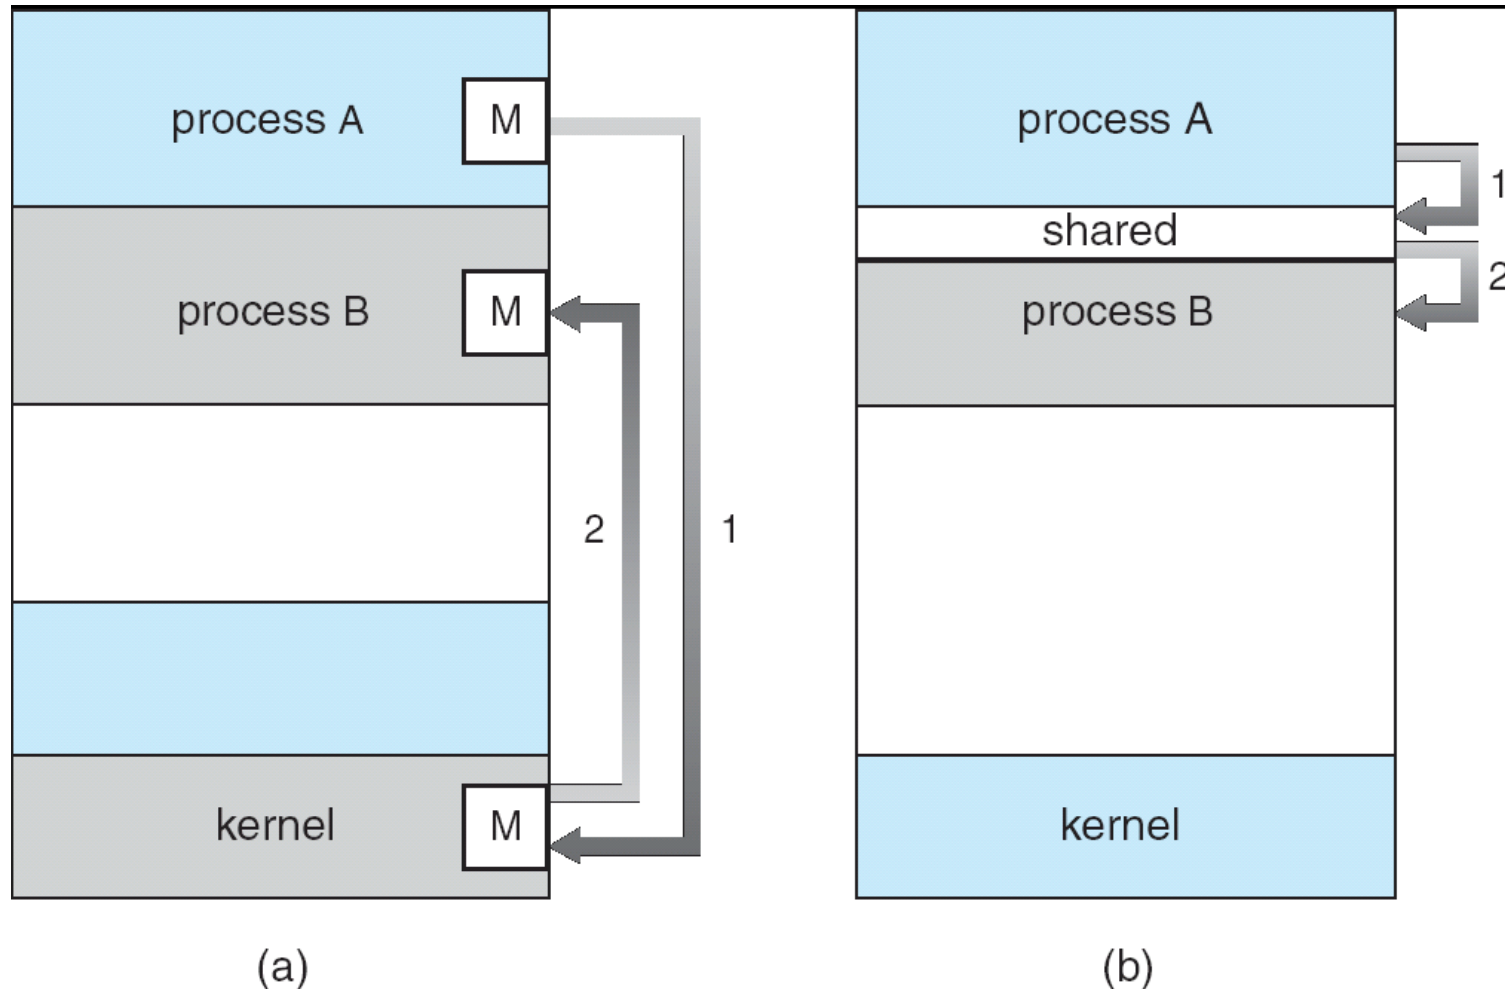 process A
M
process B
M
2
1
kernel
M
(a)
process A
1
shared
2
process B
kernel
(b)